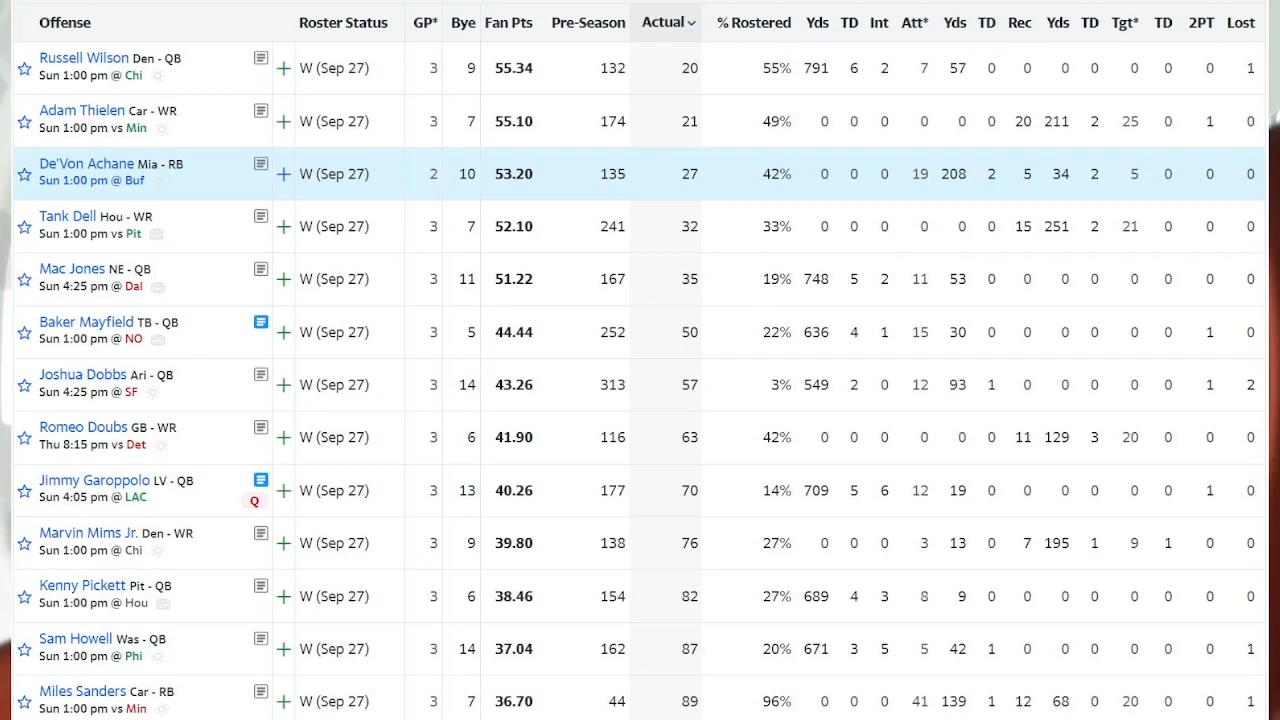 Offense Roster Status GP* Bye Fan Pts Pre-Season Actual % Rostered Yds TD Int Att* Yds TD Rec Yds TD Tgt* TD 2PT Lost
Russell Wilson Den - QB
Sun 1:00 pm @ Chi
W (Sep 27) 3 9 55.34 132 20 55% 791 6 2 7 57 0 0 0 0 0 0 0 1
Adam Thielen Car - WR
Sun 1:00 pm vs Min
W (Sep 27) 3 7 55.10 174 21 49% 0 0 0 0 0 0 20 211 2 25 0 1 0
De'Von Achane Mia - RB
Sun 1:00 pm @ Buf
W (Sep 27) 2 10 53.20 135 27 42% 0 0 0 19 208 2 5 34 2 5 0 0 0
Tank Dell Hou - WR
Sun 1:00 pm vs Pit
W (Sep 27) 3 7 52.10 241 32 33% 0 0 0 0 0 0 15 251 2 21 0 0 0
Mac Jones NE - QB
Sun 4:25 pm @ Dal
W (Sep 27) 3 11 51.22 167 35 19% 748 5 2 11 53 0 0 0 0 0 0 0 0
Baker Mayfield TB - QB
Sun 1:00 pm @ NO
W (Sep 27) 3 5 44.44 252 50 22% 636 4 1 15 30 0 0 0 0 0 0 1 0
Joshua Dobbs Ari - QB
Sun 4:25 pm @ SF
W (Sep 27) 3 14 43.26 313 57 3% 549 2 0 12 93 1 0 0 0 0 0 1 2
Romeo Doubs GB - WR
Thu 8:15 pm vs Det
W (Sep 27) 3 6 41.90 116 63 42% 0 0 0 0 0 0 11 129 3 20 0 0 0
Jimmy Garoppolo LV - QB
Sun 4:05 pm @ LAC
Q
W (Sep 27) 3 13 40.26 177 70 14% 709 5 6 12 19 0 0 0 0 0 0 1 0
Marvin Mims Jr. Den - WR
Sun 1:00 pm @ Chi
W (Sep 27) 3 9 39.80 138 76 27% 0 0 0 3 13 0 7 195 1 9 1 0 0
Kenny Pickett Pit - QB
Sun 1:00 pm @ Hou
W (Sep 27) 3 6 38.46 154 82 27% 689 4 3 8 9 0 0 0 0 0 0 0 0
Sam Howell Was - QB
Sun 1:00 pm @ Phi
W (Sep 27) 3 14 37.04 162 87 20% 671 3 5 5 42 1 0 0 0 0 0 0 1
Miles Sanders Car - RB
Sun 1:00 pm vs Min
W (Sep 27) 3 7 36.70 44 89 96% 0 0 0 41 139 1 12 68 0 20 0 0 1